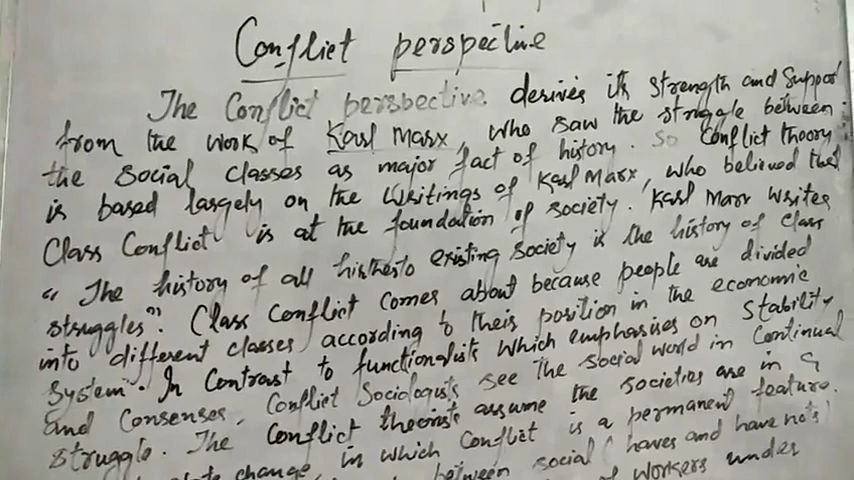 Conflict perspective
The Conflict perspective derives its strength and Support
from the work of Karl Marx, who saw the struggle between
the social classes as major fact of history. So Conflict theory
is based largely on the writings of Karl Marx, who believed that
Class Conflict is at the foundation of society. Karl Marx writes
" The history of all hitherto existing society is the history of class
struggles". Class Conflict comes about because people are divided
into different classes according to their position in the economic
System. In Contrast to functionalists which emphasises on Stability
and Consenses, Conflict Sociologists see the social world in Continual
struggle. The Conflict theorists assume the societies are in a
state change, in which Conflict is a permanent feature.
between social (haves and have nots)
of workers under